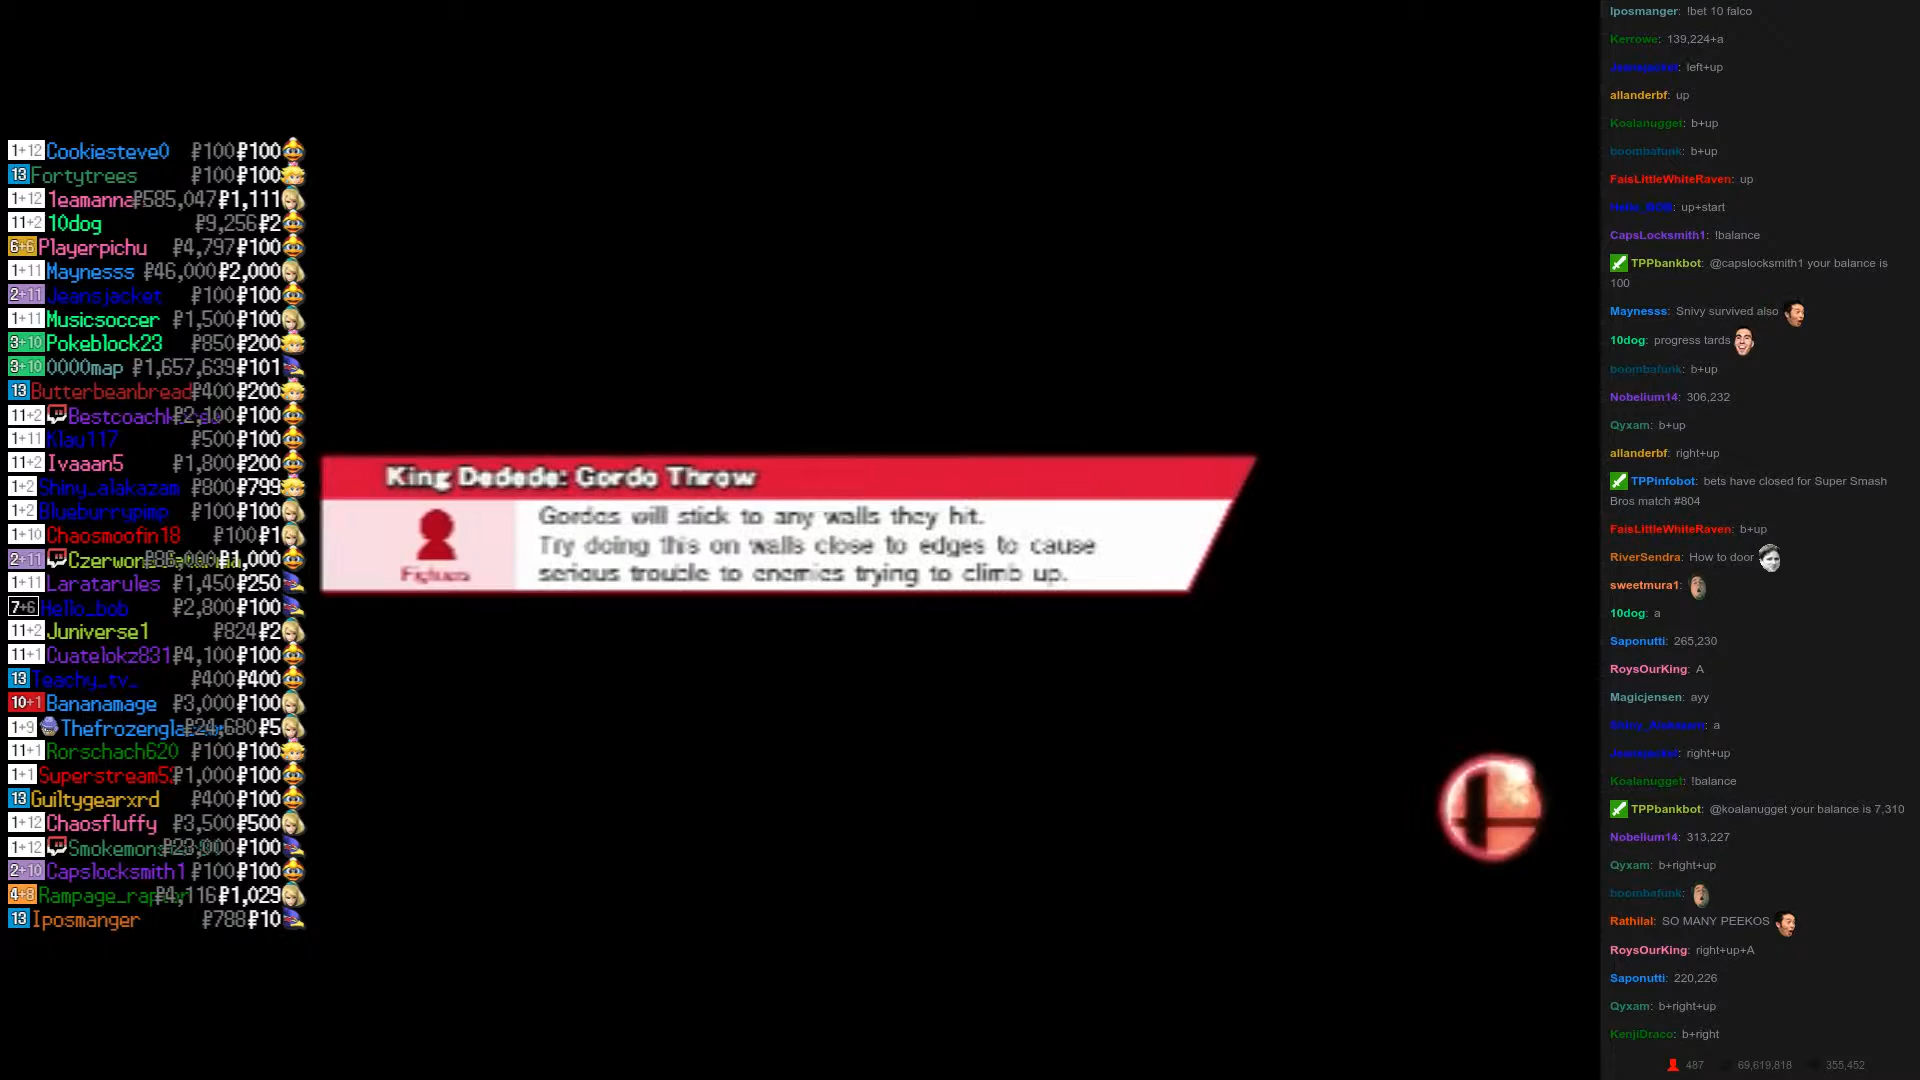 1+12 Cookiesteve0 ₽100 ₽100
13 Fortytrees ₽100 ₽100
1+12 1eamanna ₽585,047 ₽1,111
11+2 10dog ₽9,256 ₽2
6+6 Playerpichu ₽4,797 ₽100
1+11 Maynesss ₽46,000 ₽2,000
2+11 Jeansjacket ₽100 ₽100
1+11 Musicsoccer ₽1,500 ₽100
3+10 Pokeblock23 ₽850 ₽200
3+10 0000map ₽1,657,639 ₽101
13 Butterbeanbread ₽400 ₽200
11+2 ₽2,100 ₽100
1+11 Klau117 ₽500 ₽100
11+2 Ivaaan5 ₽1,800 ₽200
1+2 Shiny_alakazam ₽800 ₽799
1+2 Blueburrypimp ₽100 ₽100
1+10 Chaosmoofin18 ₽100 ₽1
2+11 ₽86,000 ₽1,000
1+11 Laratarules ₽1,450 ₽250
7+6 Hello_bob ₽2,800 ₽100
11+2 Juniverse1 ₽824 ₽2
11+1 Cuatelokz831 ₽4,100 ₽100
13 Teachy_tv_ ₽400 ₽400
10+1 Bananamage ₽3,000 ₽100
1+9 ₽24,680 ₽5
11+1 Rorschach620 ₽100 ₽100
1+1 ₽1,000 ₽100
13 Guiltygearxrd ₽400 ₽100
1+12 Chaosfluffy ₽3,500 ₽500
1+12 ₽100
2+10 Capslocksmith1 ₽100 ₽100
4+8 ₽4,116 ₽1,029
13 Iposmanger ₽788 ₽10
King Dedede: Gordo Throw
Gordos will stick to any walls they hit.
Try doing this on walls close to edges to cause
serious trouble to enemies trying to climb up.
Fighters
Iposmanger: !bet 10 falco
Kerrowe: 139,224+a
Jeansjacket: left+up
allanderbf: up
Koalanugget: b+up
boombafunk: b+up
FaisLittleWhiteRaven: up
Hello_BOB: up+start
CapsLocksmith1: !balance
TPPbankbot: @capslocksmith1 your balance is
100
Maynesss: Snivy survived also
10dog: progress tards
boombafunk: b+up
Nobelium14: 306,232
Qyxam: b+up
allanderbf: right+up
TPPinfobot: bets have closed for Super Smash
Bros match #804
FaisLittleWhiteRaven: b+up
RiverSendra: How to door
sweetmura1:
10dog: a
Saponutti: 265,230
RoysOurKing: A
Magicjensen: ayy
Shiny_Alakazam: a
Jeansjacket: right+up
Koalanugget: !balance
TPPbankbot: @koalanugget your balance is 7,310
Nobelium14: 313,227
Qyxam: b+right+up
boombafunk:
Rathilal: SO MANY PEEKOS
RoysOurKing: right+up+A
Saponutti: 220,226
Qyxam: b+right+up
KenjiDraco: b+right
487 69,619,818 355,452